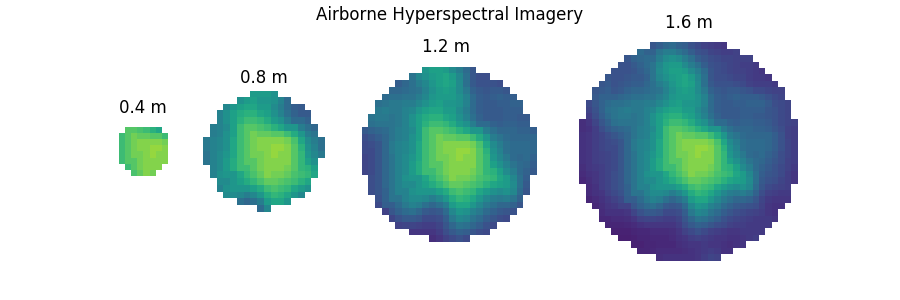 Airborne Hyperspectral Imagery
0.4 m
0.8 m
1.2 m
1.6 m